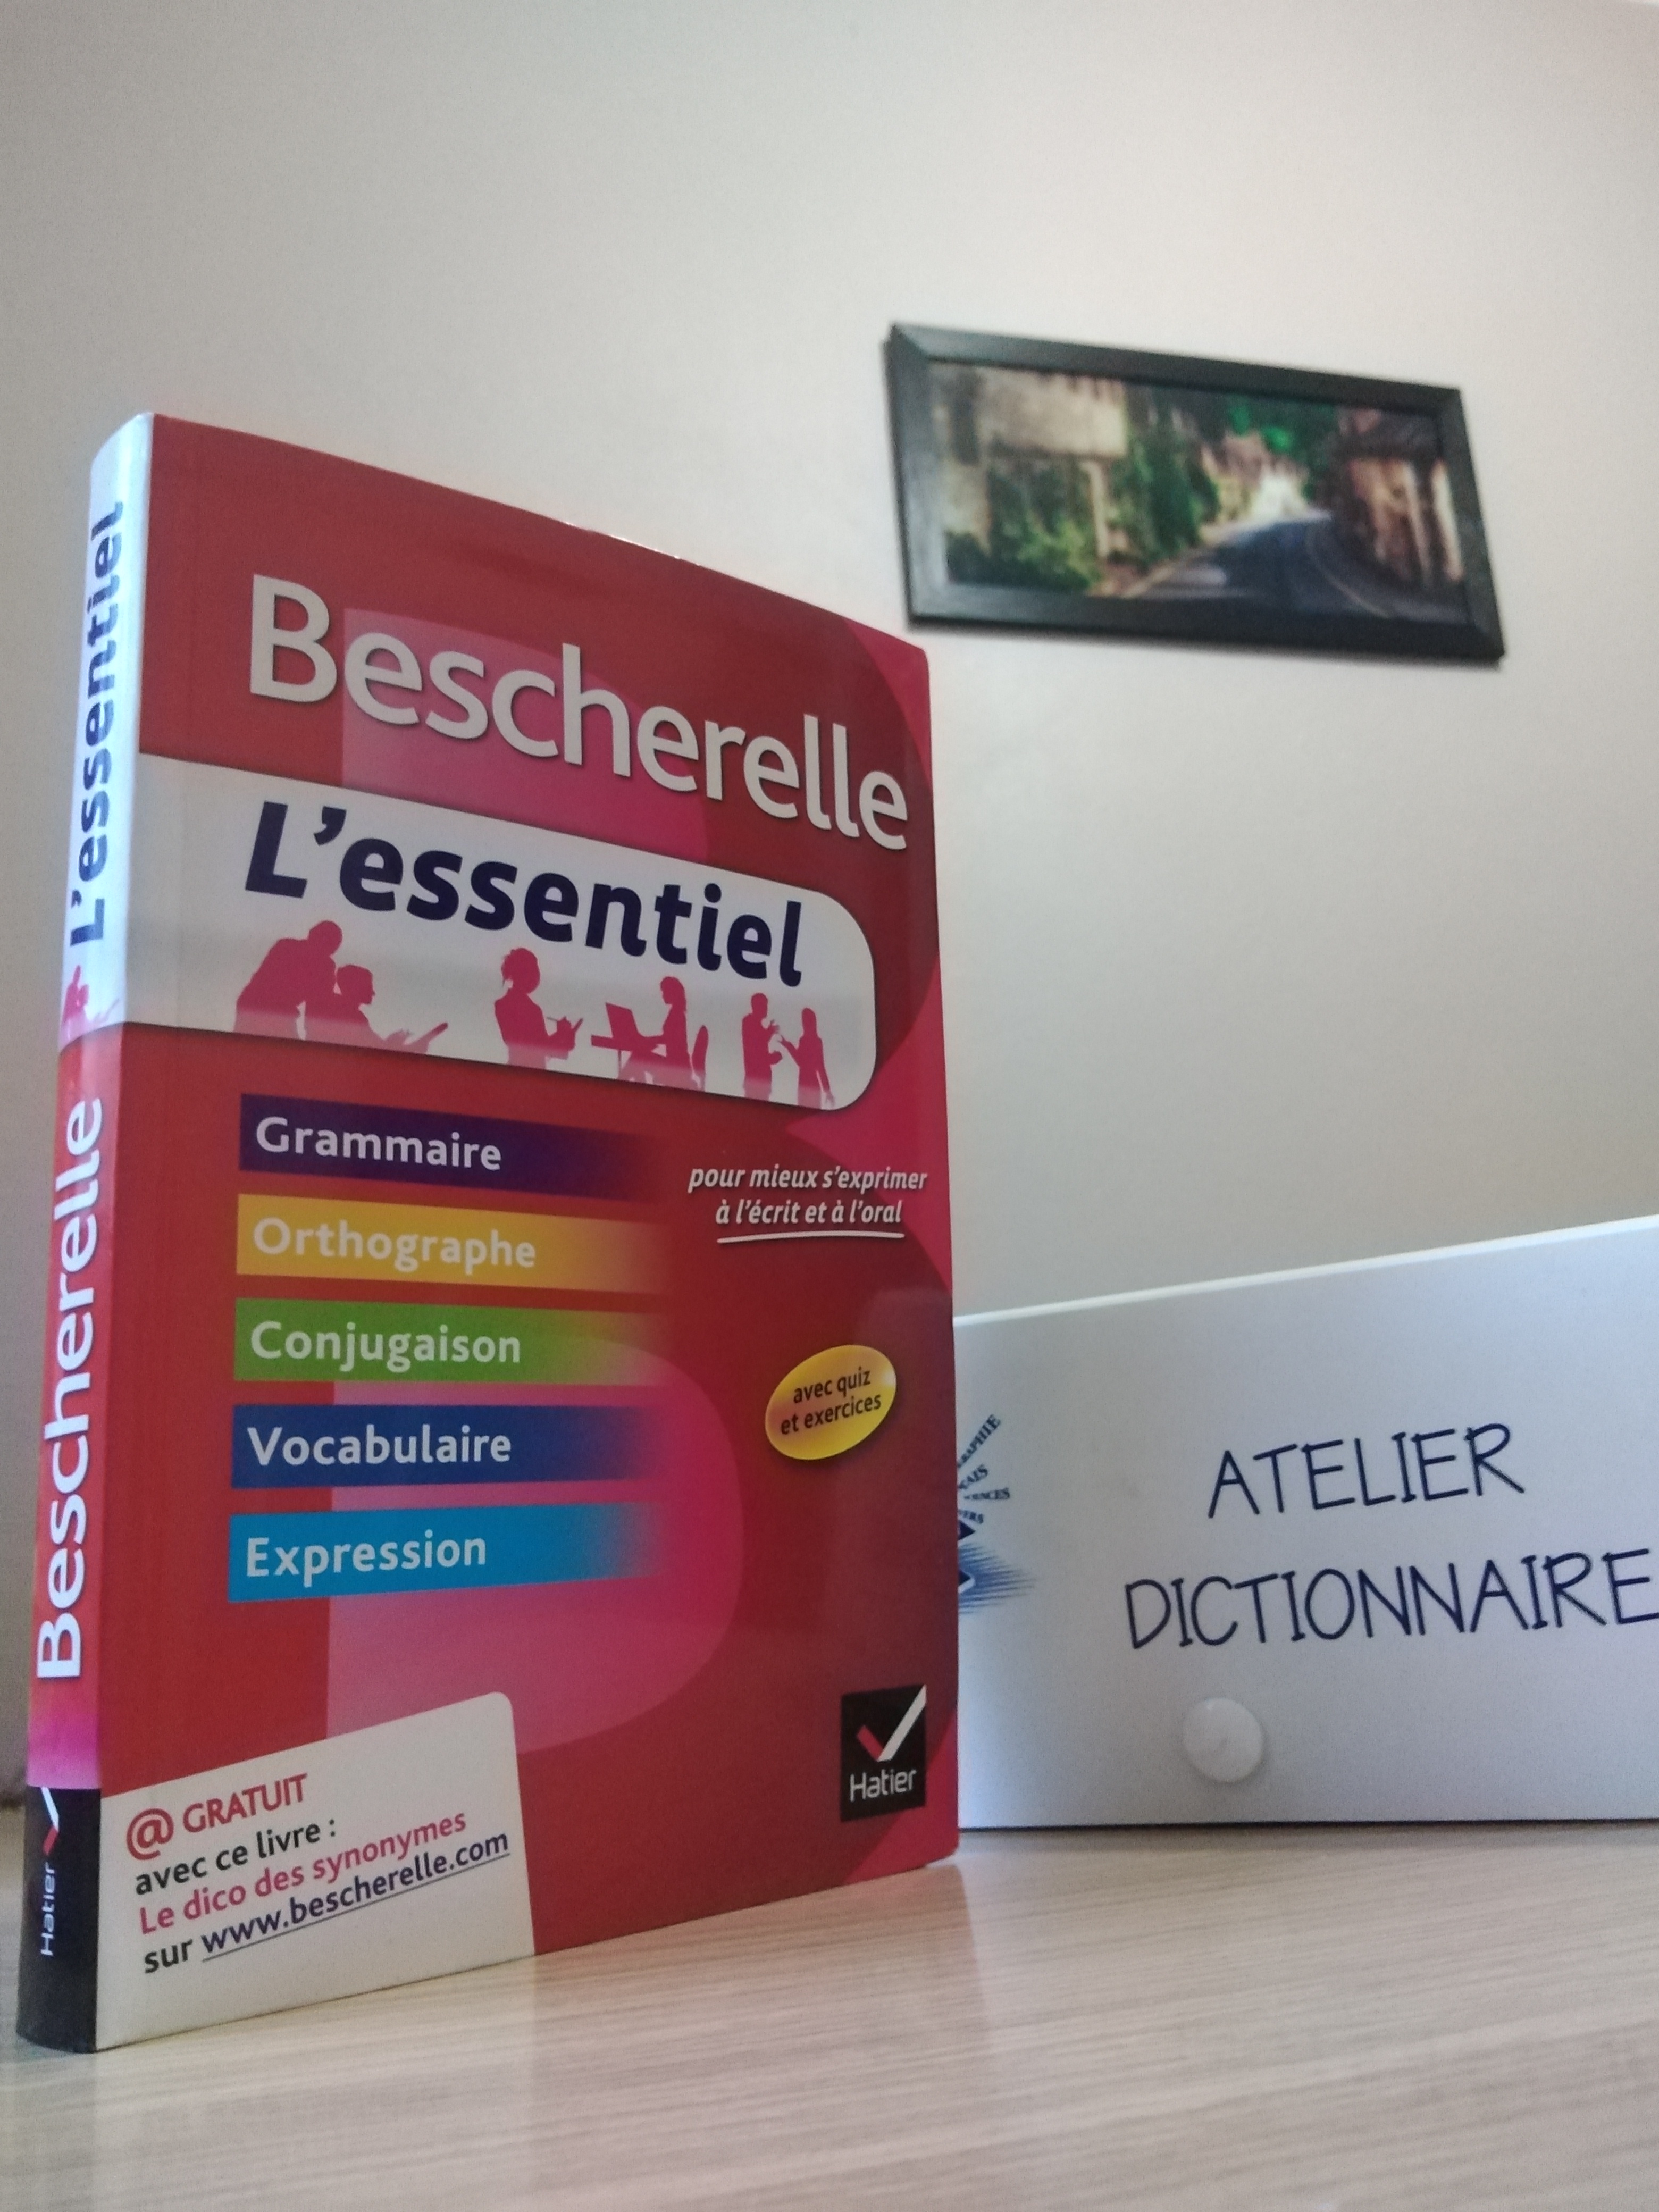 L'essentiel
Bescherelle
Hatier
Bescherelle
L'essentiel
Grammaire
Orthographe
Conjugaison
Vocabulaire
Expression
pour mieux s'exprimer
à l'écrit et à l'oral
avec quiz
et exercices
Hatier
@ GRATUIT
avec ce livre :
Le dico des synonymes
sur www.bescherelle.com
ATELIER
DICTIONNAIRE